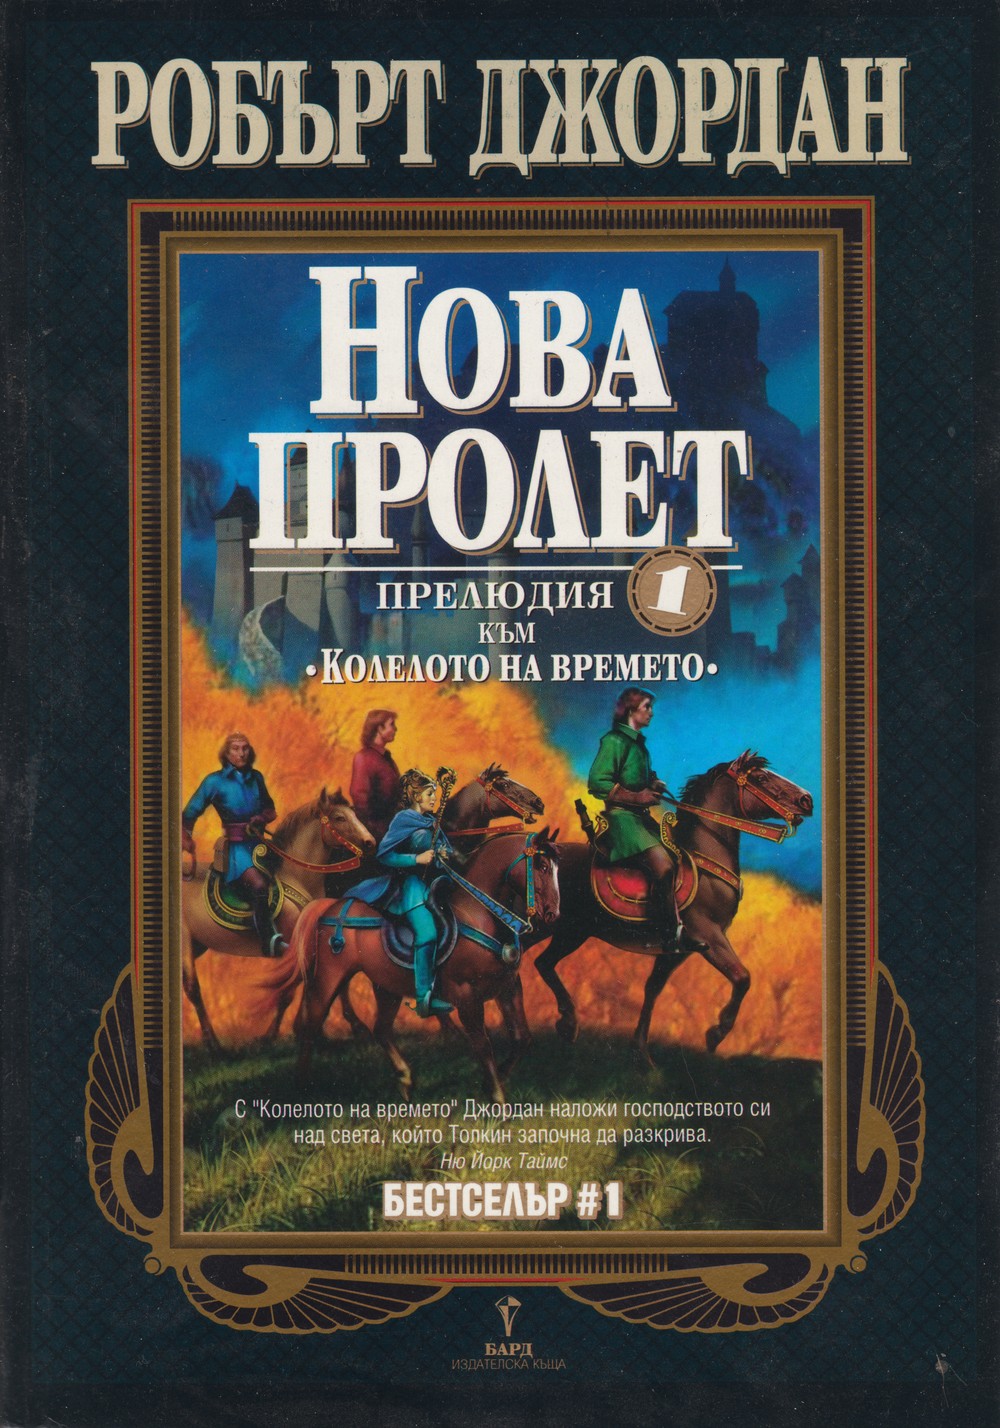 РОБЪРТ ДЖОРДАН
НОВА
ПРОЛЕТ
ПРЕЛЮДИЯ 1
КЪМ
•КОЛЕЛОТО НА ВРЕМЕТО•
С "Колелото на времето" Джордан наложи господството си
над света, който Толкин започна да разкрива.
Ню Йорк Таймс
БЕСТСЕЛЪР #1
БАРД
ИЗДАТЕЛСКА КЪЩА